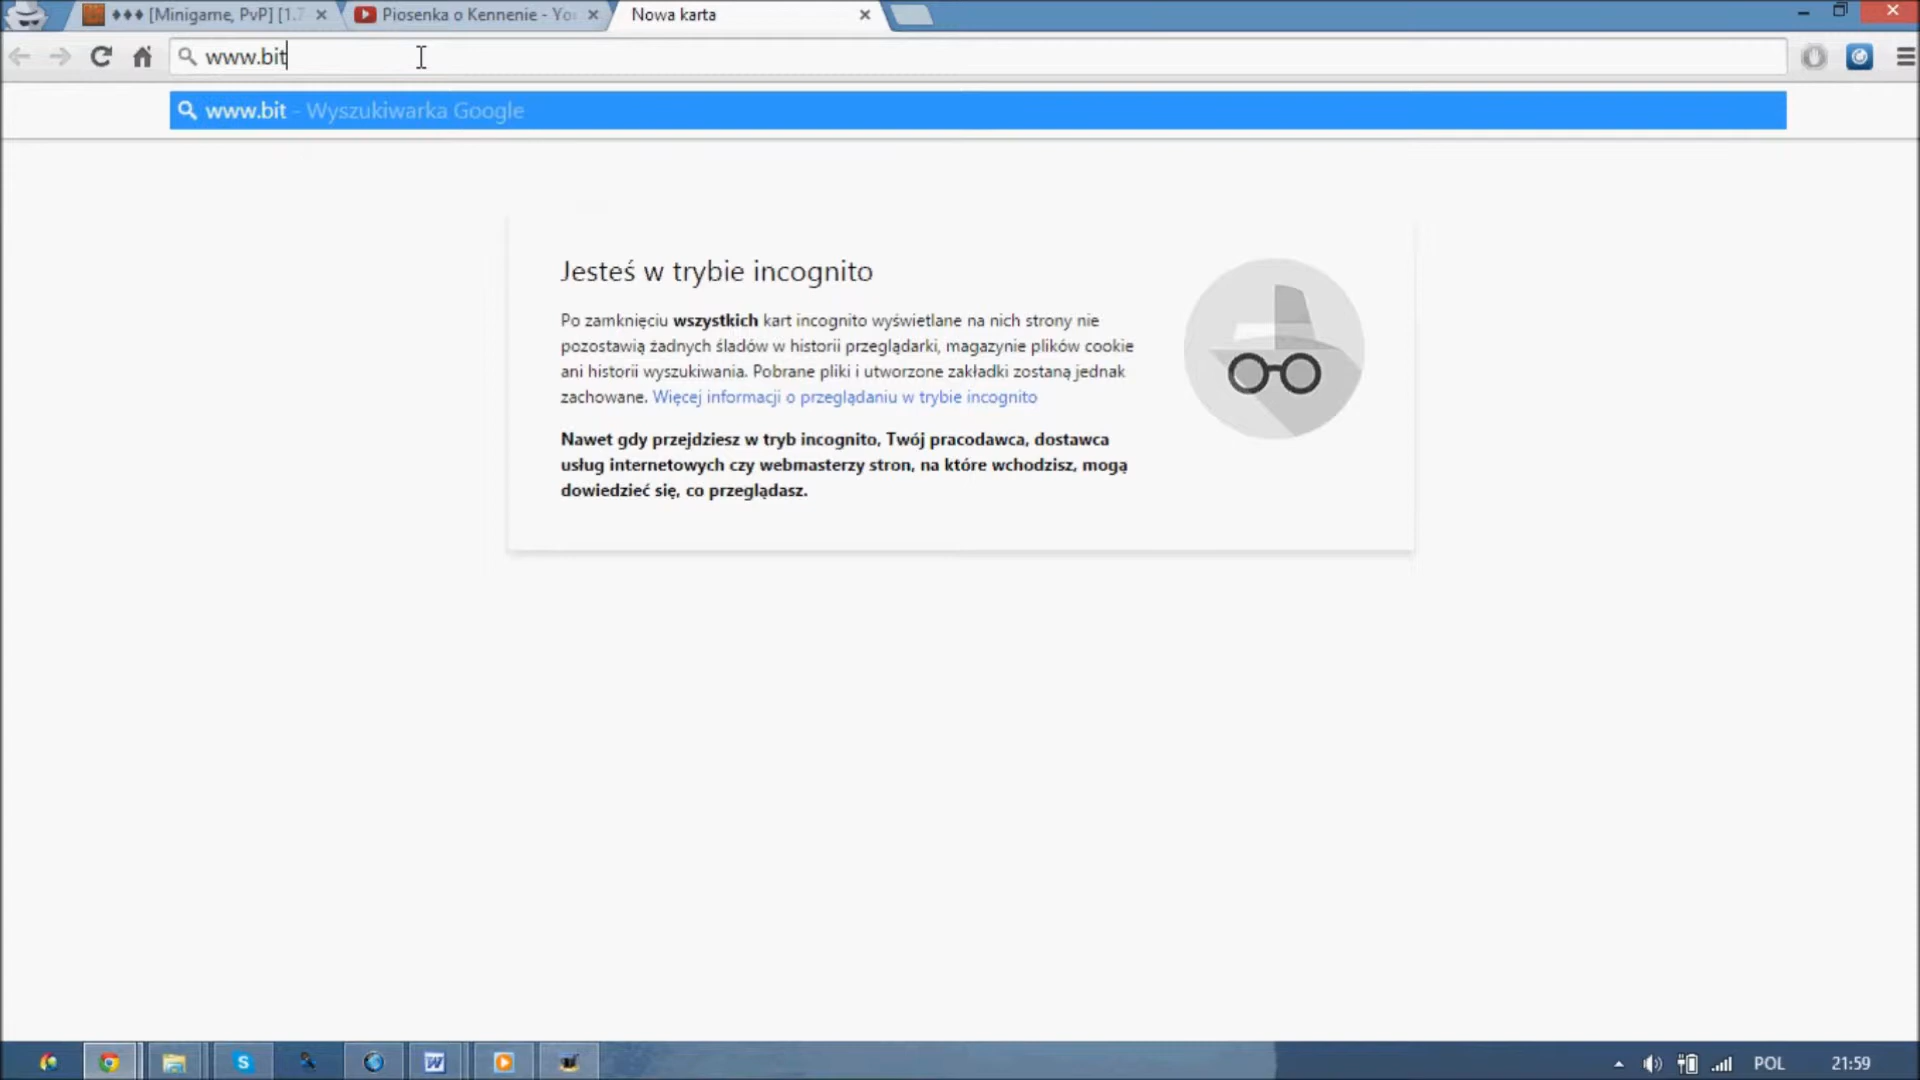 ♦♦♦ [Minigame, PvP] [1.7
Piosenka o Kennenie - Yo
Nowa karta
www.bit
www.bit - Wyszukiwarka Google
Jesteś w trybie incognito
Po zamknięciu wszystkich kart incognito wyświetlane na nich strony nie
pozostawią żadnych śladów w historii przeglądarki, magazynie plików cookie
ani historii wyszukiwania. Pobrane pliki i utworzone zakładki zostaną jednak
zachowane. Więcej informacji o przeglądaniu w trybie incognito
Nawet gdy przejdziesz w tryb incognito, Twój pracodawca, dostawca
usług internetowych czy webmasterzy stron, na które wchodzisz, mogą
dowiedzieć się, co przeglądasz.
POL
21:59